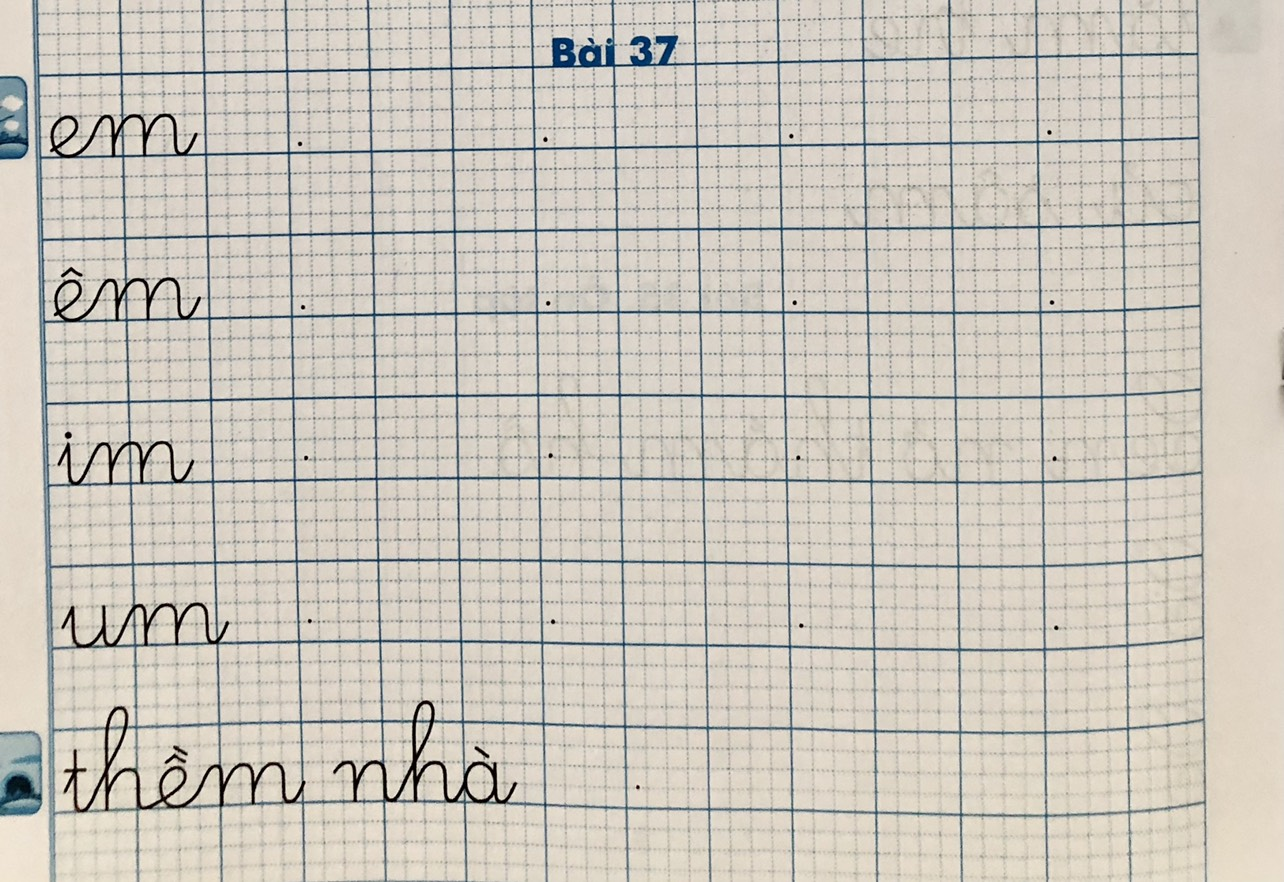 Bài 37
em
êm
im
um
thềm nhà